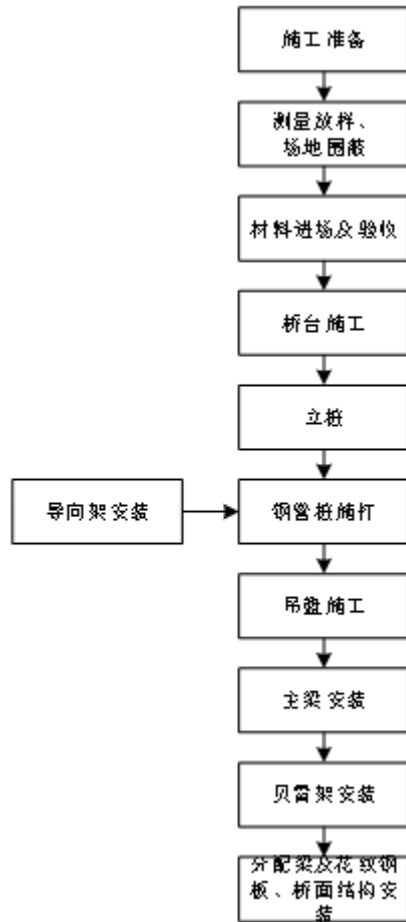 施工准备
测量放样、
场地围蔽
材料进场及验收
桥台施工
立桩
导向架安装
钢管桩施打
吊盘施工
主梁安装
贝雷架安装
分配梁及花纹钢
板、桥面结构安
装